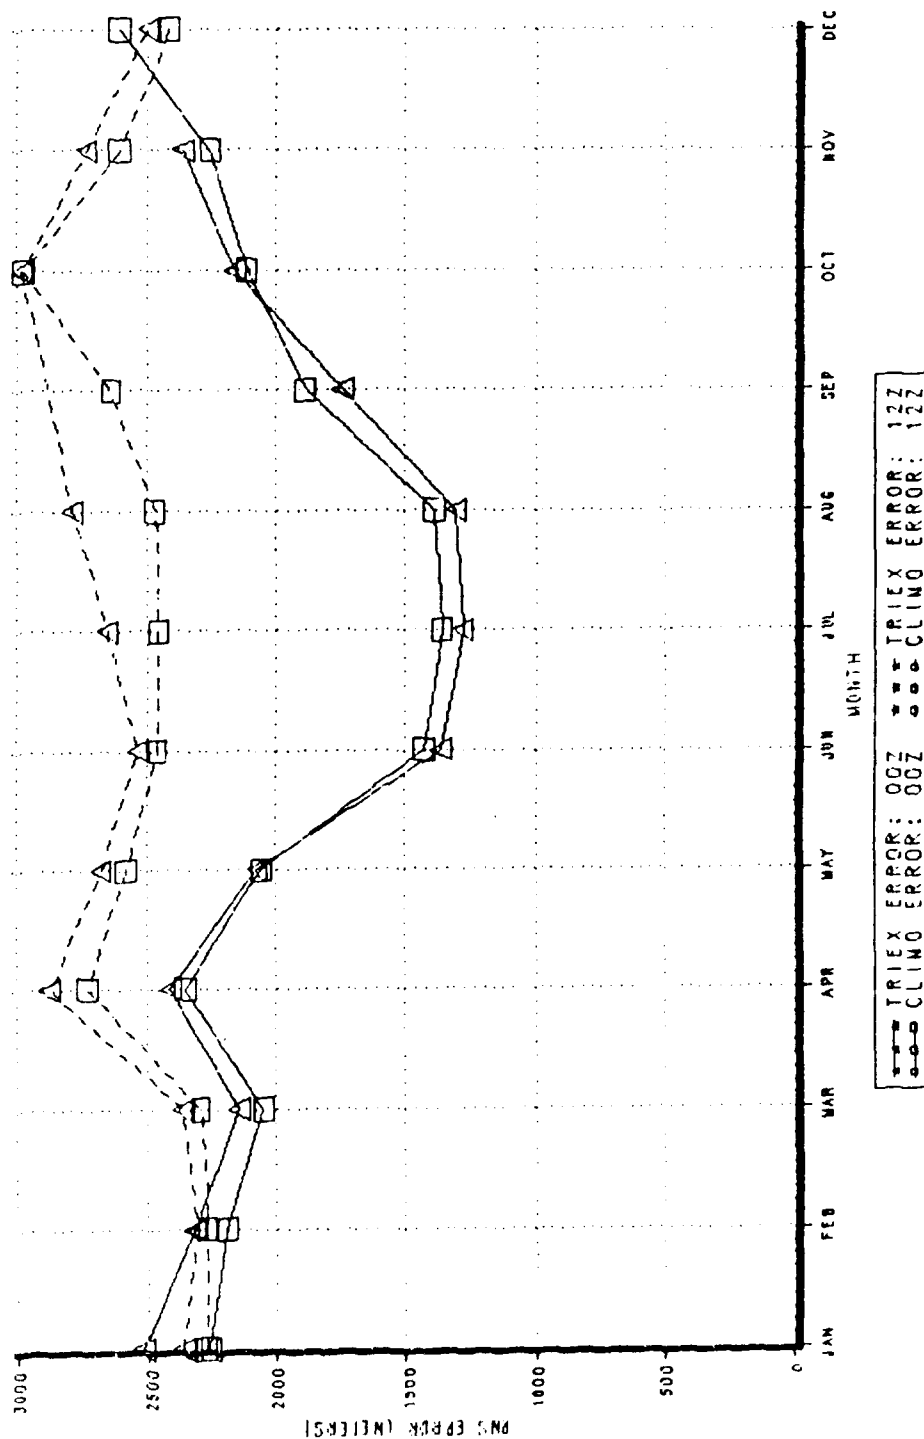 3000
2500
2000
1500
1000
500
0
RMS ERROR (METERS)
JAN FEB MAR APR MAY JUN JUL AUG SEP OCT NOV DEC
MONTH
TRIEX ERROR: 00Z TRIEX ERROR: 12Z
CLIMO ERROR: 00Z CLIMO ERROR: 12Z